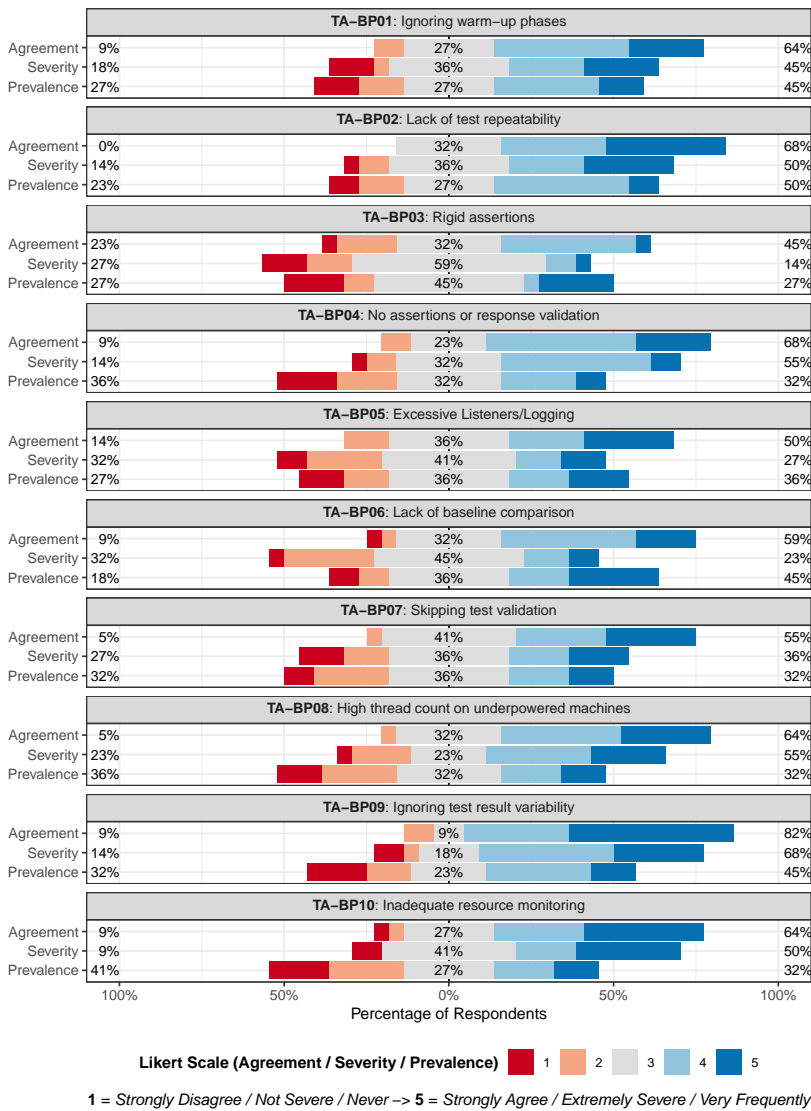 TA−BP01: Ignoring warm−up phases
Agreement 9% 27% 64%
Severity 18% 36% 45%
Prevalence 27% 27% 45%
TA−BP02: Lack of test repeatability
Agreement 0% 32% 68%
Severity 14% 36% 50%
Prevalence 23% 27% 50%
TA−BP03: Rigid assertions
Agreement 23% 32% 45%
Severity 27% 59% 14%
Prevalence 27% 45% 27%
TA−BP04: No assertions or response validation
Agreement 9% 23% 68%
Severity 14% 32% 55%
Prevalence 36% 32% 32%
TA−BP05: Excessive Listeners/Logging
Agreement 14% 36% 50%
Severity 32% 41% 27%
Prevalence 27% 36% 36%
TA−BP06: Lack of baseline comparison
Agreement 9% 32% 59%
Severity 32% 45% 23%
Prevalence 18% 36% 45%
TA−BP07: Skipping test validation
Agreement 5% 41% 55%
Severity 27% 36% 36%
Prevalence 32% 36% 32%
TA−BP08: High thread count on underpowered machines
Agreement 5% 32% 64%
Severity 23% 23% 55%
Prevalence 36% 32% 32%
TA−BP09: Ignoring test result variability
Agreement 9% 9% 82%
Severity 14% 18% 68%
Prevalence 32% 23% 45%
TA−BP10: Inadequate resource monitoring
Agreement 9% 27% 64%
Severity 9% 41% 50%
Prevalence 41% 27% 32%
100% 50% 0% 50% 100%
Percentage of Respondents
Likert Scale (Agreement / Severity / Prevalence) 1 2 3 4 5
1 = Strongly Disagree / Not Severe / Never −> 5 = Strongly Agree / Extremely Severe / Very Frequently